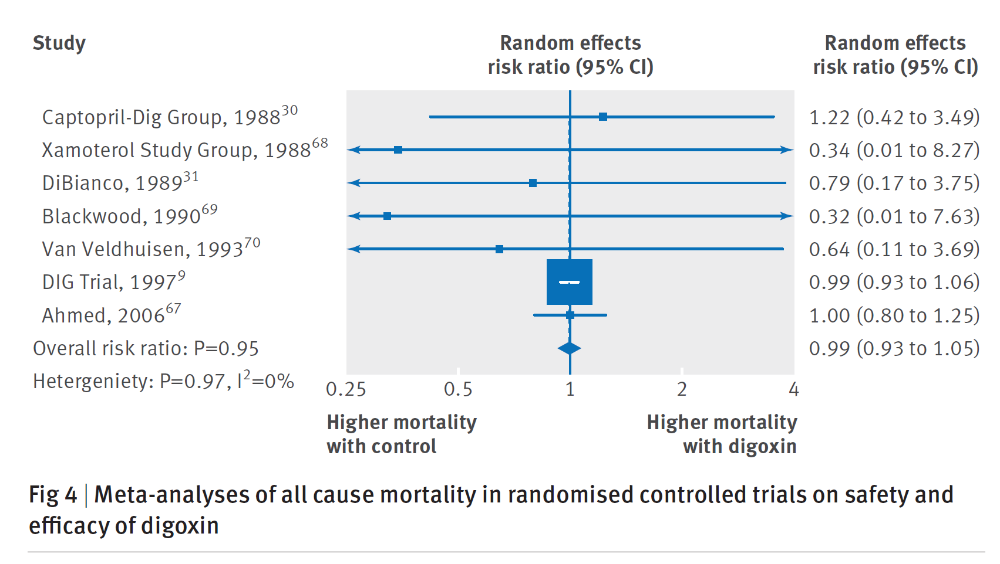 Study
Random effects
risk ratio (95% CI)
Random effects
risk ratio (95% CI)
Captopril-Dig Group, 1988³⁰ 1.22 (0.42 to 3.49)
Xamoterol Study Group, 1988⁶⁸ 0.34 (0.01 to 8.27)
DiBianco, 1989³¹ 0.79 (0.17 to 3.75)
Blackwood, 1990⁶⁹ 0.32 (0.01 to 7.63)
Van Veldhuisen, 1993⁷⁰ 0.64 (0.11 to 3.69)
DIG Trial, 1997⁹ 0.99 (0.93 to 1.06)
Ahmed, 2006⁶⁷ 1.00 (0.80 to 1.25)
Overall risk ratio: P=0.95 0.99 (0.93 to 1.05)
Hetergeniety: P=0.97, I²=0%
0.25 0.5 1 2 4
Higher mortality
with control
Higher mortality
with digoxin
Fig 4 | Meta-analyses of all cause mortality in randomised controlled trials on safety and
efficacy of digoxin